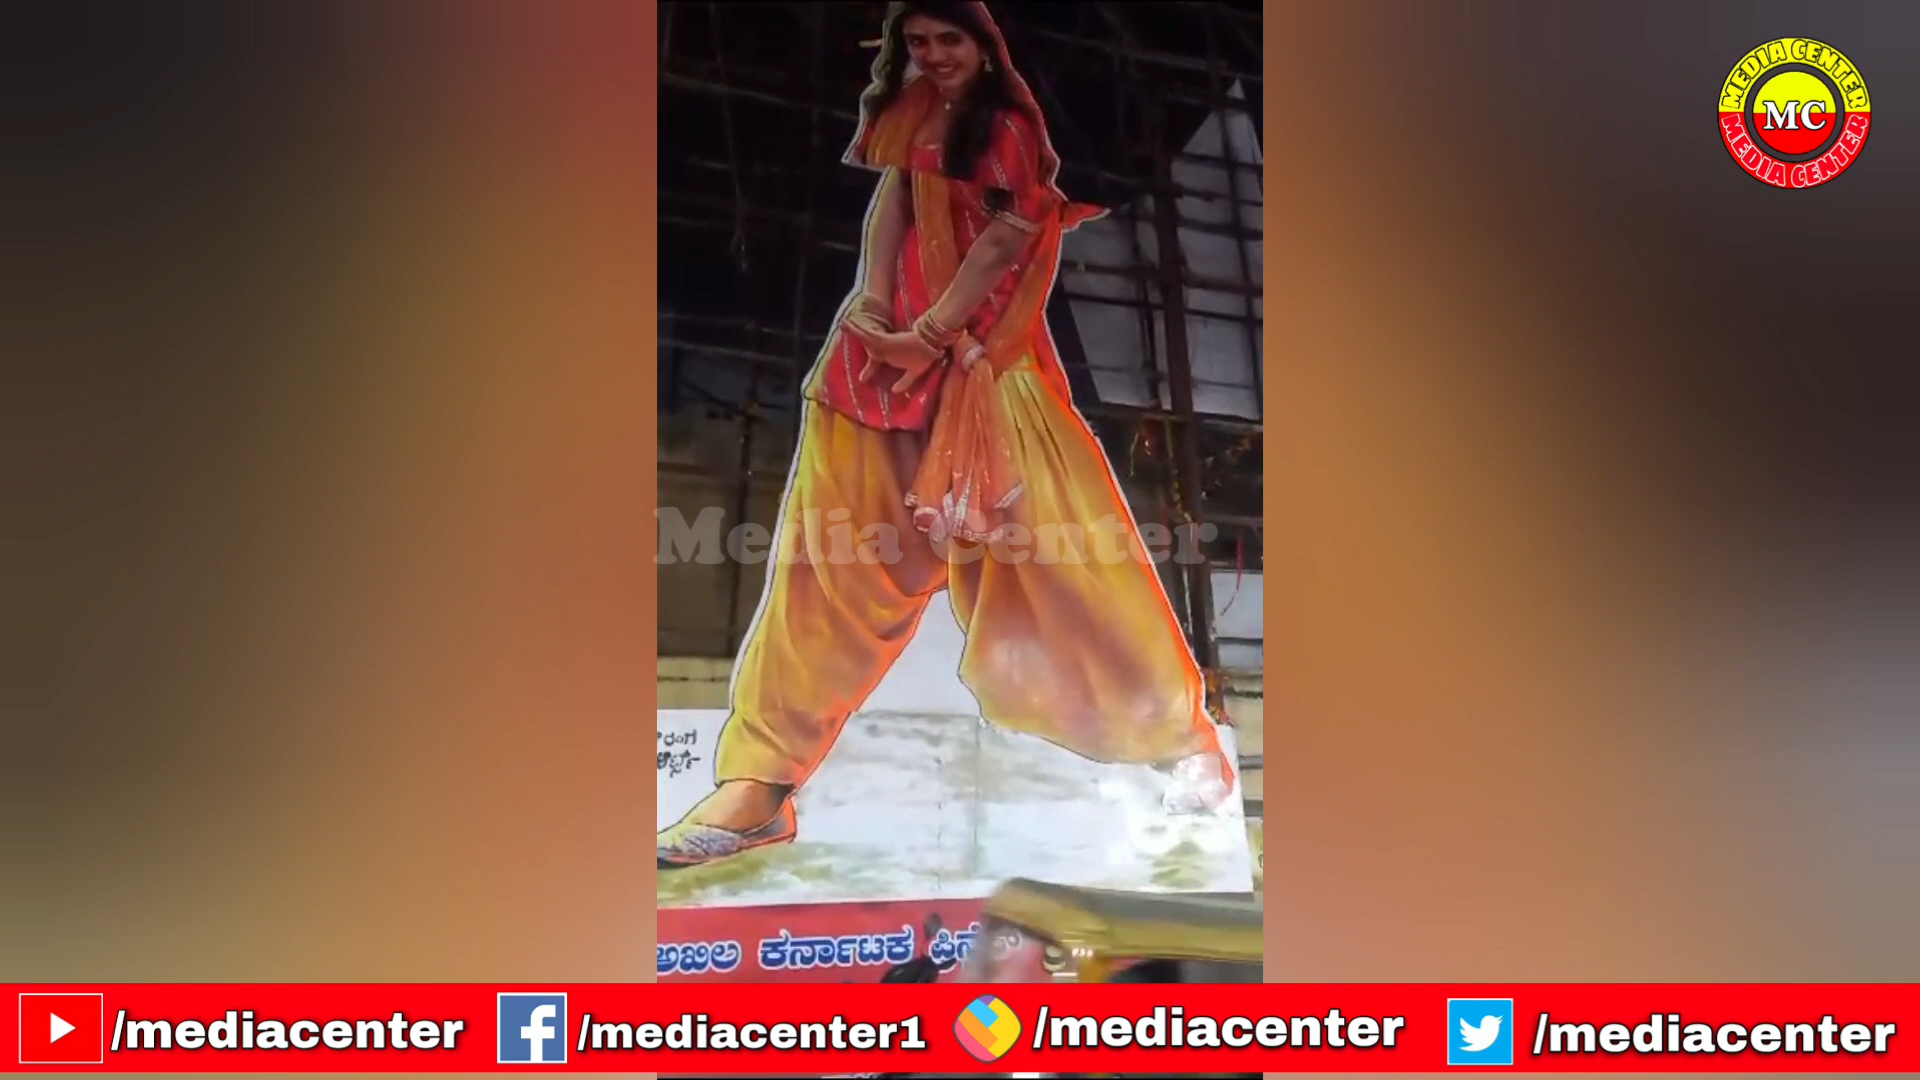 MEDIA CENTER
MC
MEDIA CENTER
Media Center
ಅಖಿಲ ಕರ್ನಾಟಕ
/mediacenter
/mediacenter1
/mediacenter
/mediacenter